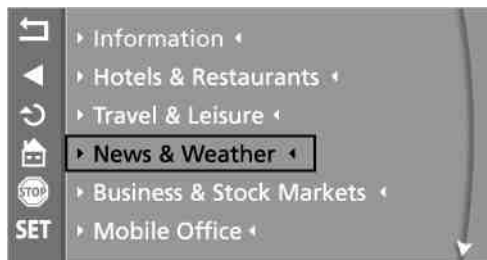 Information
Hotels & Restaurants
Travel & Leisure
News & Weather
STOP
Business & Stock Markets
SET
Mobile Office